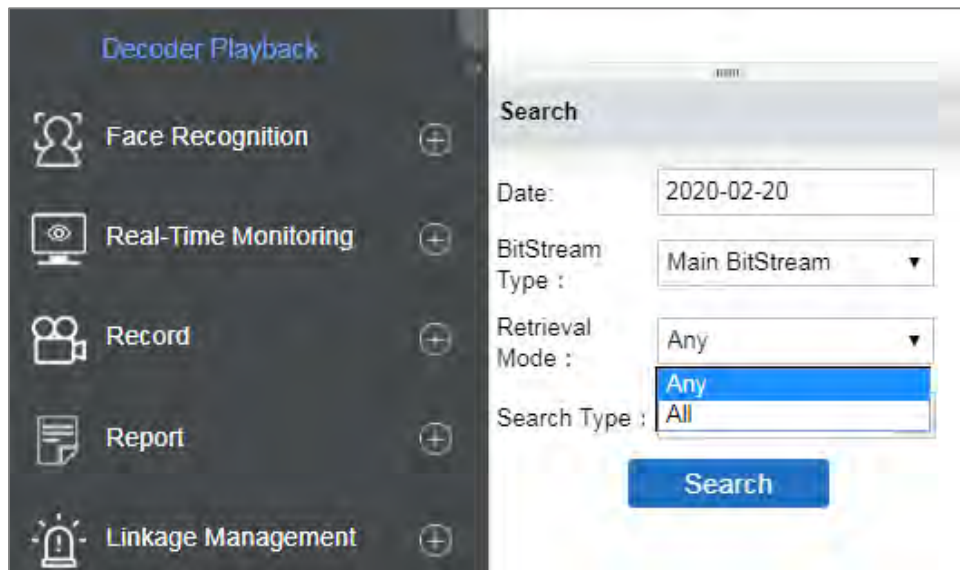 Decoder Playback
Face Recognition
Real-Time Monitoring
Record
Report
Linkage Management
Search
Date:
2020-02-20
BitStream
Type :
Main BitStream
Retrieval
Mode :
Any
Any
All
Search Type :
Search